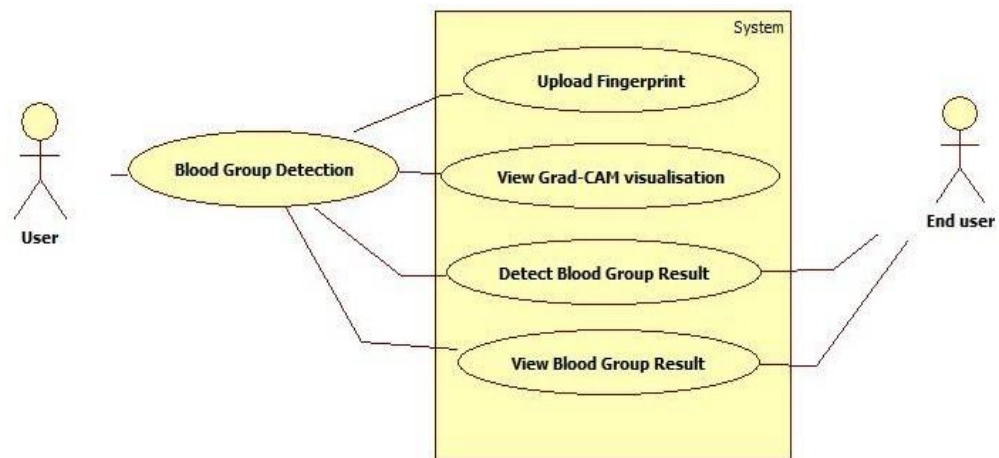 System
Upload Fingerprint
Blood Group Detection
View Grad-CAM visualisation
User
End user
Detect Blood Group Result
View Blood Group Result